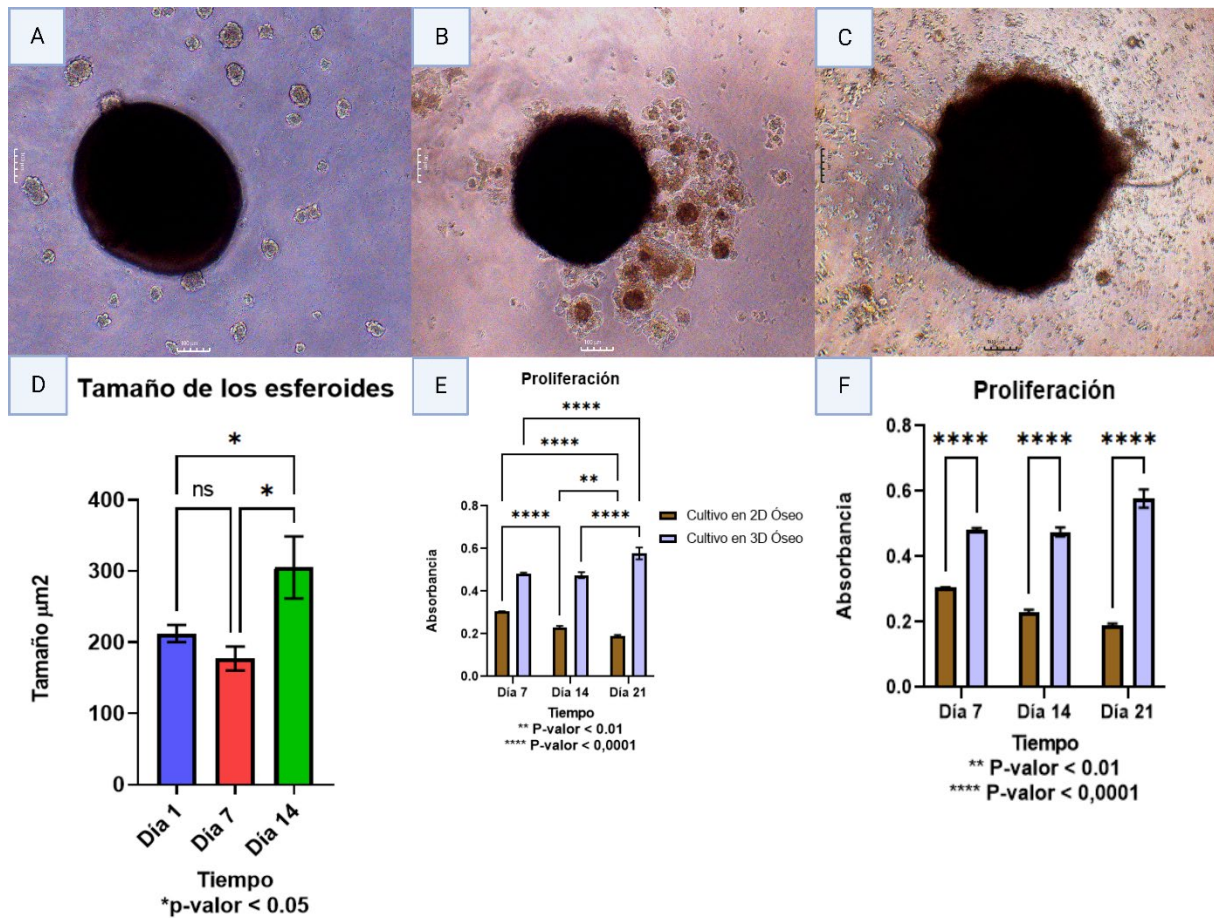 A
B
C
100 µm
100 µm
D
Tamaño de los esferoides
*
ns
*
400
300
200
100
0
Tamaño µm2
Día 1
Día 7
Día 14
Tiempo
*p-valor < 0.05
E
Proliferación
****
****
**
****
****
0.8
0.6
0.4
0.2
0.0
Absorbancia
Día 7
Día 14
Día 21
Tiempo
** P-valor < 0.01
**** P-valor < 0,0001
Cultivo en 2D Óseo
Cultivo en 3D Óseo
F
Proliferación
****
****
****
0.8
0.6
0.4
0.2
0.0
Absorbancia
Día 7
Día 14
Día 21
Tiempo
** P-valor < 0.01
**** P-valor < 0,0001